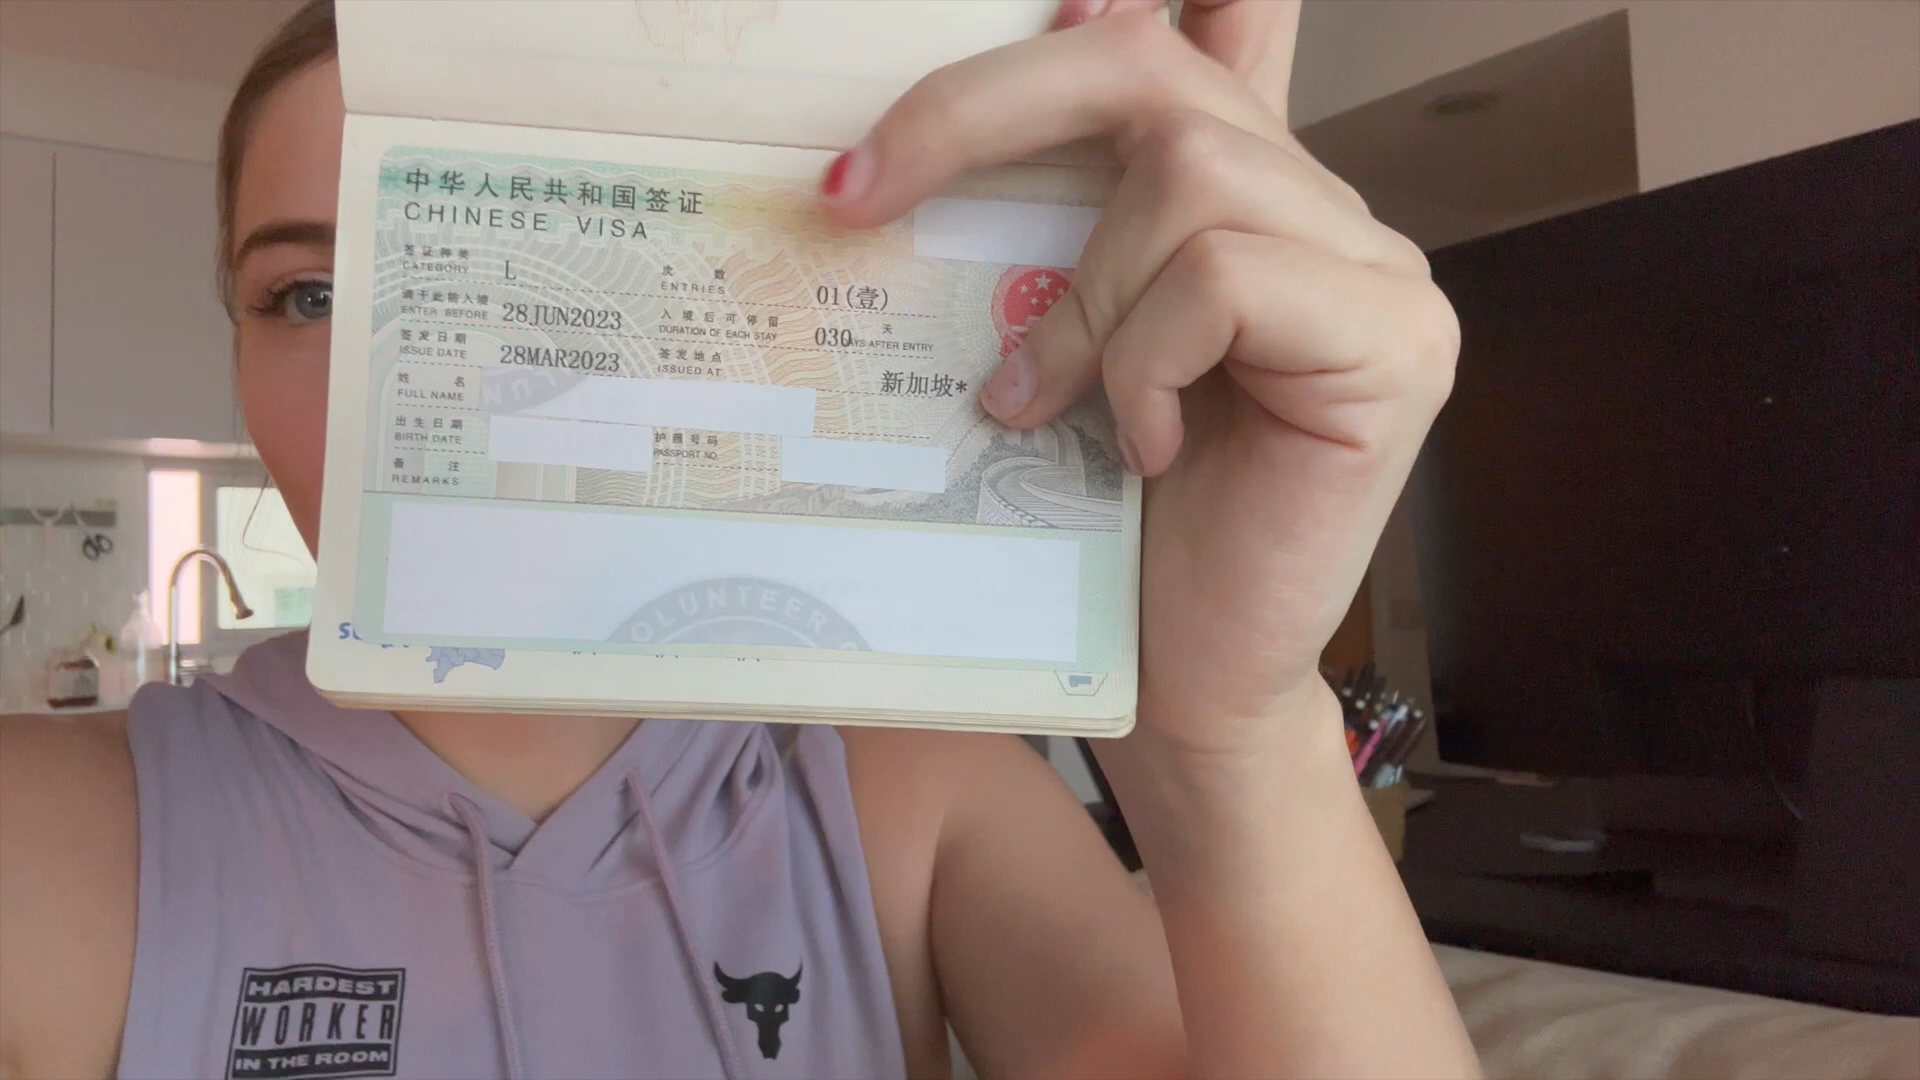 中华人民共和国签证
CHINESE VISA
签证种类
CATEGORY
L
次 数
ENTRIES
01(壹)
请于此前入境
ENTER BEFORE
28JUN2023
入境后可停留
DURATION OF EACH STAY
030
天
DAYS AFTER ENTRY
签发日期
ISSUE DATE
28MAR2023
签发地点
ISSUED AT
新加坡*
姓 名
FULL NAME
出生日期
BIRTH DATE
护照号码
PASSPORT NO.
备 注
REMARKS
VOLUNTEER
HARDEST
WORKER
IN THE ROOM